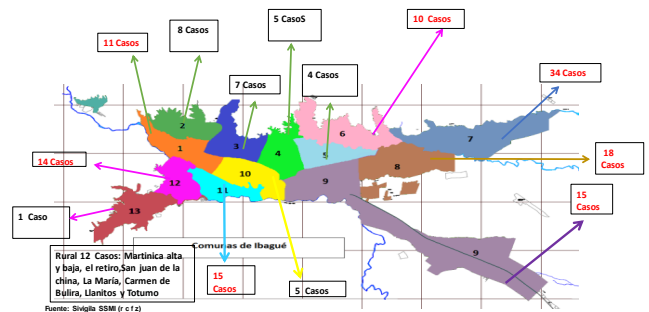 5 CasoS
10 Casos
8 Casos
11 Casos
7 Casos
4 Casos
34 Casos
2
6
7
1
3
4
5
8
18
Casos
14 Casos
10
12
11
9
15
Casos
1 Caso
13
Comunas de Ibagué
9
Rural 12 Casos: Martinica alta
y baja, el retiro,San juan de la
china, La María, Carmen de
Bulira, Llanitos y Totumo
15
Casos
5 Casos
Fuente: Sivigila SSMI (r c f z)